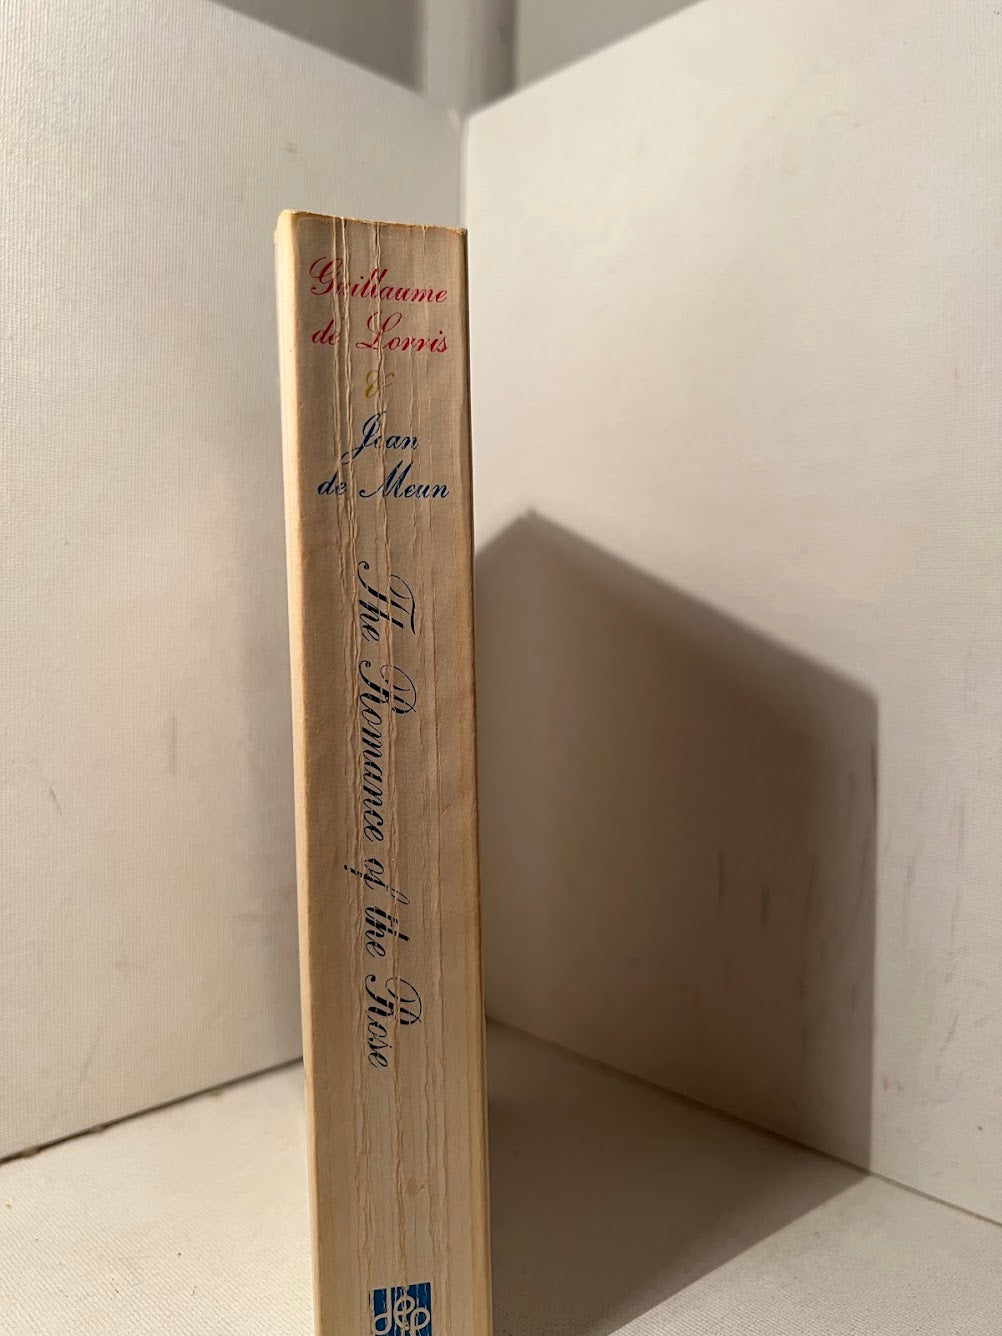 Guillaume
de Lorris
&
Jean
de Meun
The Romance of the Rose